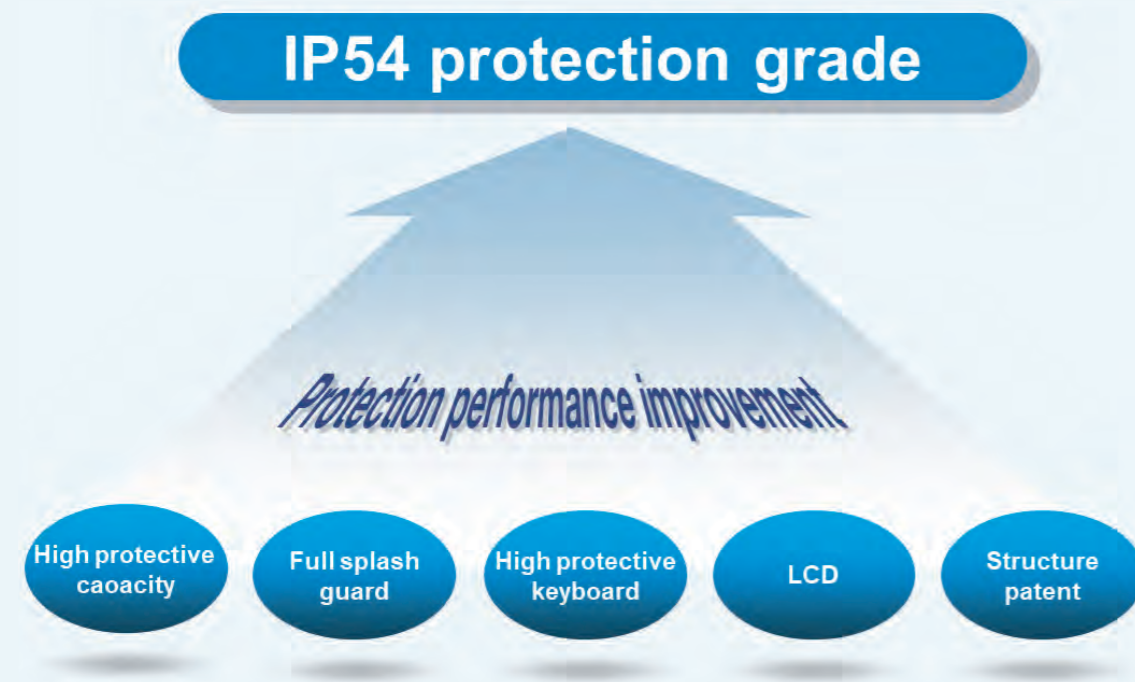 IP54 protection grade
Protection performance improvement
High protective
caoacity
Full splash
guard
High protective
keyboard
LCD
Structure
patent